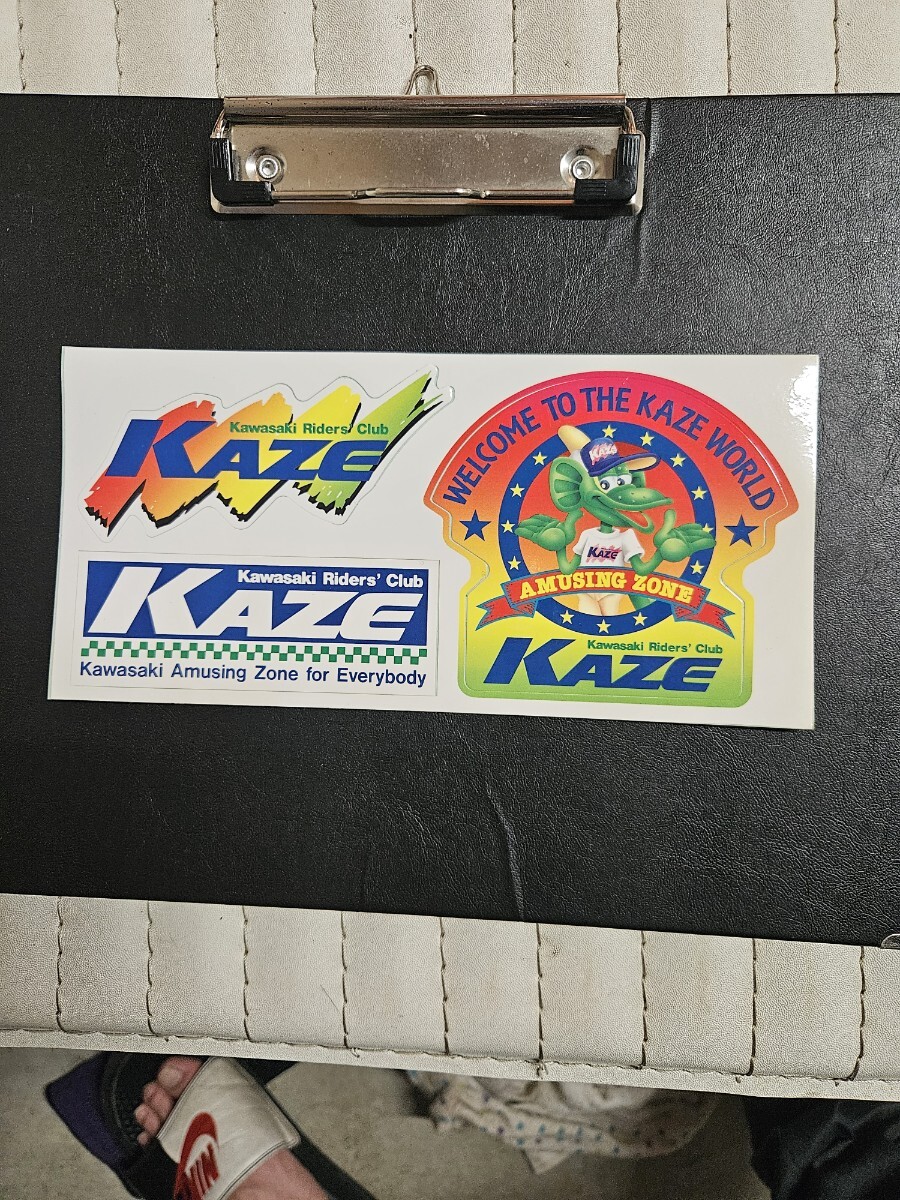 Kawasaki Riders' Club
KAZE
Kawasaki Riders' Club
KAZE
Kawasaki Amusing Zone for Everybody
WELCOME TO THE KAZE WORLD
KAZE
KAZE
AMUSING ZONE
Kawasaki Riders' Club
KAZE